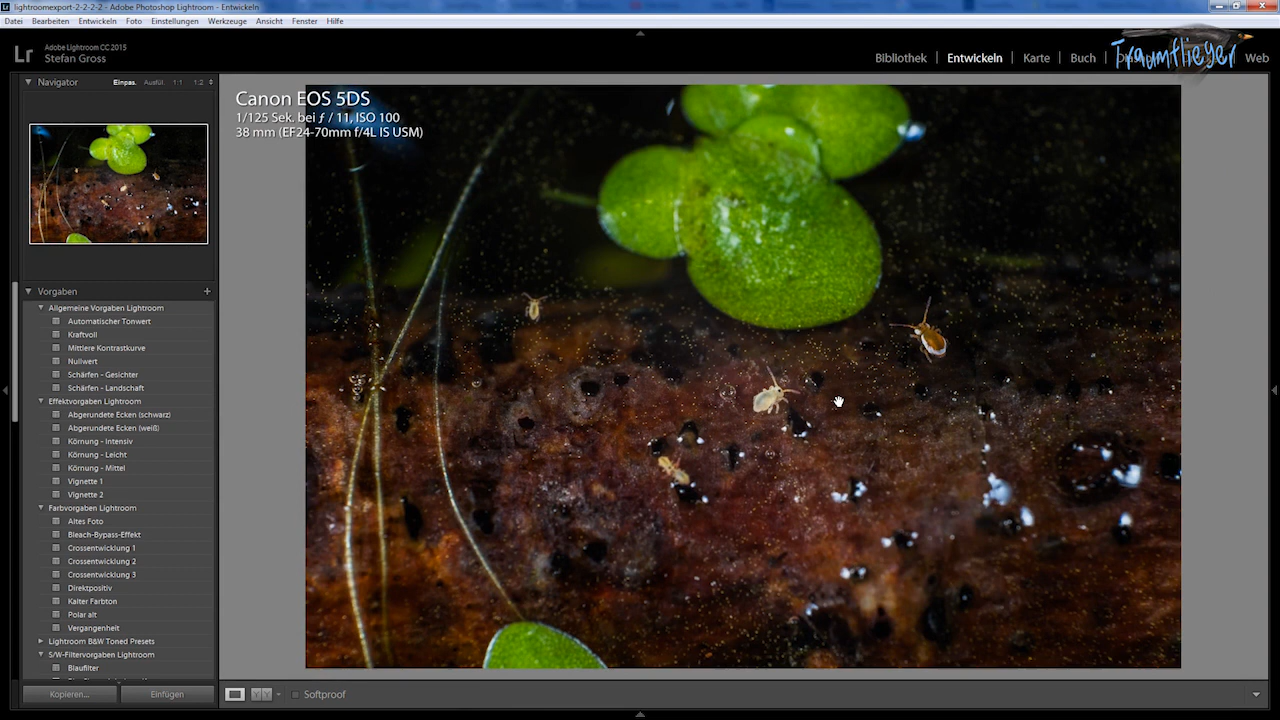 lightroomexport-2-2-2-2 - Adobe Photoshop Lightroom - Entwickeln
Datei Bearbeiten Entwickeln Foto Einstellungen Werkzeuge Ansicht Fenster Hilfe
Lr
Adobe Lightroom CC 2015
Stefan Gross
Bibliothek | Entwickeln | Karte | Buch | Web
Traumflieger
Navigator Einpas. Ausfül. 1:1 1:2
Canon EOS 5DS
1/125 Sek. bei ƒ / 11, ISO 100
38 mm (EF24-70mm f/4L IS USM)
Vorgaben +
Allgemeine Vorgaben Lightroom
Automatischer Tonwert
Kraftvoll
Mittlere Kontrastkurve
Nullwert
Schärfen - Gesichter
Schärfen - Landschaft
Effektvorgaben Lightroom
Abgerundete Ecken (schwarz)
Abgerundete Ecken (weiß)
Körnung - Intensiv
Körnung - Leicht
Körnung - Mittel
Vignette 1
Vignette 2
Farbvorgaben Lightroom
Altes Foto
Bleach-Bypass-Effekt
Crossentwicklung 1
Crossentwicklung 2
Crossentwicklung 3
Direktpositiv
Kalter Farbton
Polar alt
Vergangenheit
Lightroom B&W Toned Presets
S/W-Filtervorgaben Lightroom
Blaufilter
Kopieren... Einfügen
Softproof